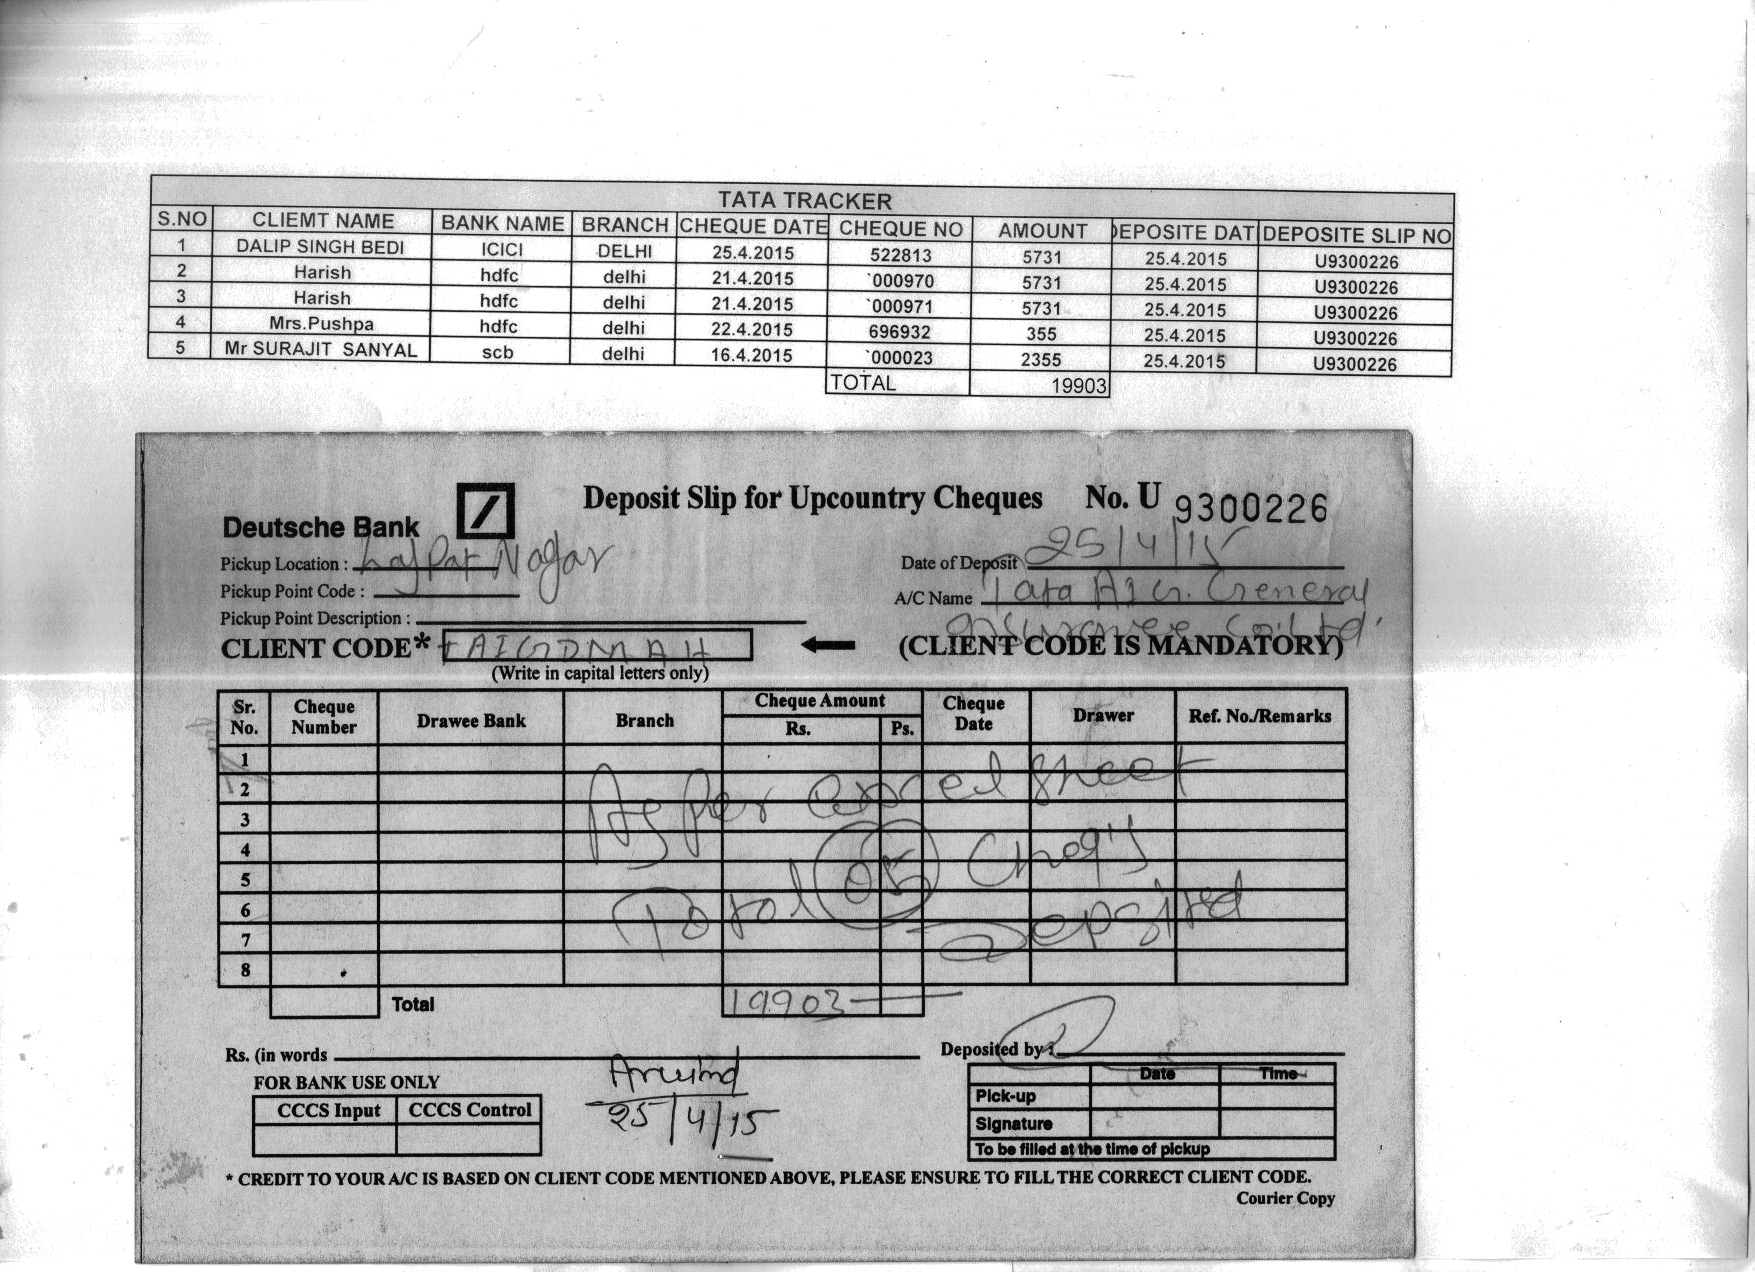 TATA TRACKER
S.NO CLIEMT NAME BANK NAME BRANCH CHEQUE DATE CHEQUE NO AMOUNT DEPOSITE DAT DEPOSITE SLIP NO
1 DALIP SINGH BEDI ICICI DELHI 25.4.2015 522813 5731 25.4.2015 U9300226
2 Harish hdfc delhi 21.4.2015 `000970 5731 25.4.2015 U9300226
3 Harish hdfc delhi 21.4.2015 `000971 5731 25.4.2015 U9300226
4 Mrs.Pushpa hdfc delhi 22.4.2015 696932 355 25.4.2015 U9300226
5 Mr SURAJIT SANYAL scb delhi 16.4.2015 `000023 2355 25.4.2015 U9300226
TOTAL 19903
Deposit Slip for Upcountry Cheques No. U 9300226
Deutsche Bank
Pickup Location : Lajpat Nagar Date of Deposit 25/4/15
Pickup Point Code : A/C Name Tata AIG. General
Pickup Point Description : Insurance Co. Ltd.
CLIENT CODE* (CLIENT CODE IS MANDATORY)
(Write in capital letters only)
Sr. No. Cheque Number Drawee Bank Branch Cheque Amount Rs. Ps. Cheque Date Drawer Ref. No./Remarks
1
2
3
4
5
6
7
8
As per excel sheet
Total 05 Cheq's
Deposited
Total 19903
Rs. (in words Deposited by :
FOR BANK USE ONLY Arvind Date Time
CCCS Input CCCS Control 25/4/15 Pick-up
Signature
To be filled at the time of pickup
* CREDIT TO YOUR A/C IS BASED ON CLIENT CODE MENTIONED ABOVE, PLEASE ENSURE TO FILL THE CORRECT CLIENT CODE.
Courier Copy